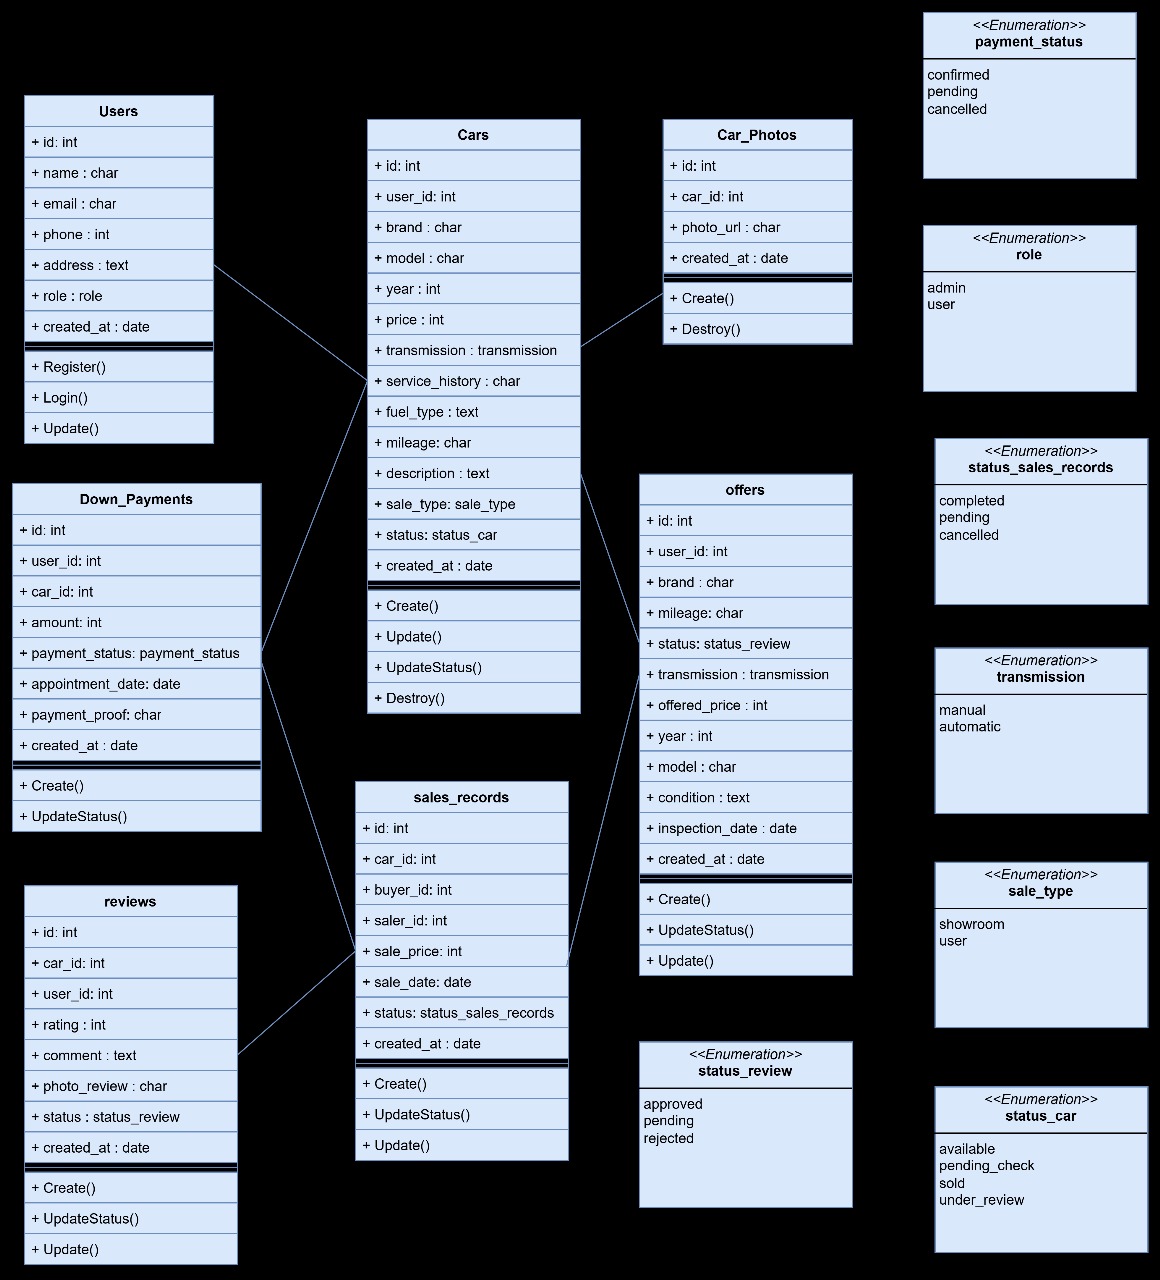 Users
+ id: int
+ name : char
+ email : char
+ phone : int
+ address : text
+ role : role
+ created_at : date
+ Register()
+ Login()
+ Update()
Down_Payments
+ id: int
+ user_id: int
+ car_id: int
+ amount: int
+ payment_status: payment_status
+ appointment_date: date
+ payment_proof: char
+ created_at : date
+ Create()
+ UpdateStatus()
reviews
+ id: int
+ car_id: int
+ user_id: int
+ rating : int
+ comment : text
+ photo_review : char
+ status : status_review
+ created_at : date
+ Create()
+ UpdateStatus()
+ Update()
Cars
+ id: int
+ user_id: int
+ brand : char
+ model : char
+ year : int
+ price : int
+ transmission : transmission
+ service_history : char
+ fuel_type : text
+ mileage: char
+ description : text
+ sale_type: sale_type
+ status: status_car
+ created_at : date
+ Create()
+ Update()
+ UpdateStatus()
+ Destroy()
sales_records
+ id: int
+ car_id: int
+ buyer_id: int
+ saler_id: int
+ sale_price: int
+ sale_date: date
+ status: status_sales_records
+ created_at : date
+ Create()
+ UpdateStatus()
+ Update()
Car_Photos
+ id: int
+ car_id: int
+ photo_url : char
+ created_at : date
+ Create()
+ Destroy()
offers
+ id: int
+ user_id: int
+ brand : char
+ mileage: char
+ status: status_review
+ transmission : transmission
+ offered_price : int
+ year : int
+ model : char
+ condition : text
+ inspection_date : date
+ created_at : date
+ Create()
+ UpdateStatus()
+ Update()
<<Enumeration>>
status_review
approved
pending
rejected
<<Enumeration>>
payment_status
confirmed
pending
cancelled
<<Enumeration>>
role
admin
user
<<Enumeration>>
status_sales_records
completed
pending
cancelled
<<Enumeration>>
transmission
manual
automatic
<<Enumeration>>
sale_type
showroom
user
<<Enumeration>>
status_car
available
pending_check
sold
under_review